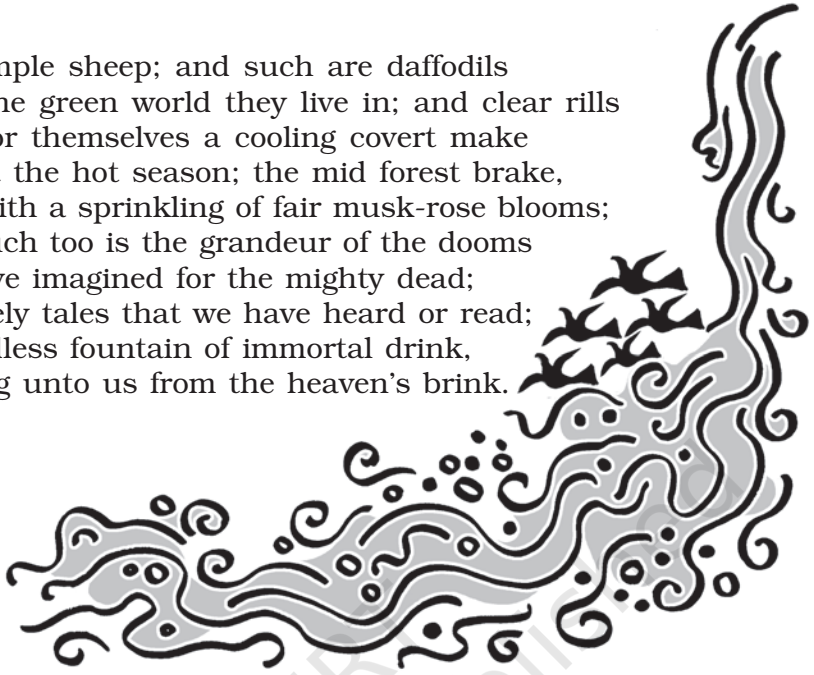 mple sheep; and such are daffodils
he green world they live in; and clear rills
or themselves a cooling covert make
the hot season; the mid forest brake,
ith a sprinkling of fair musk-rose blooms;
uch too is the grandeur of the dooms
ve imagined for the mighty dead;
ely tales that we have heard or read;
lless fountain of immortal drink,
g unto us from the heaven's brink.